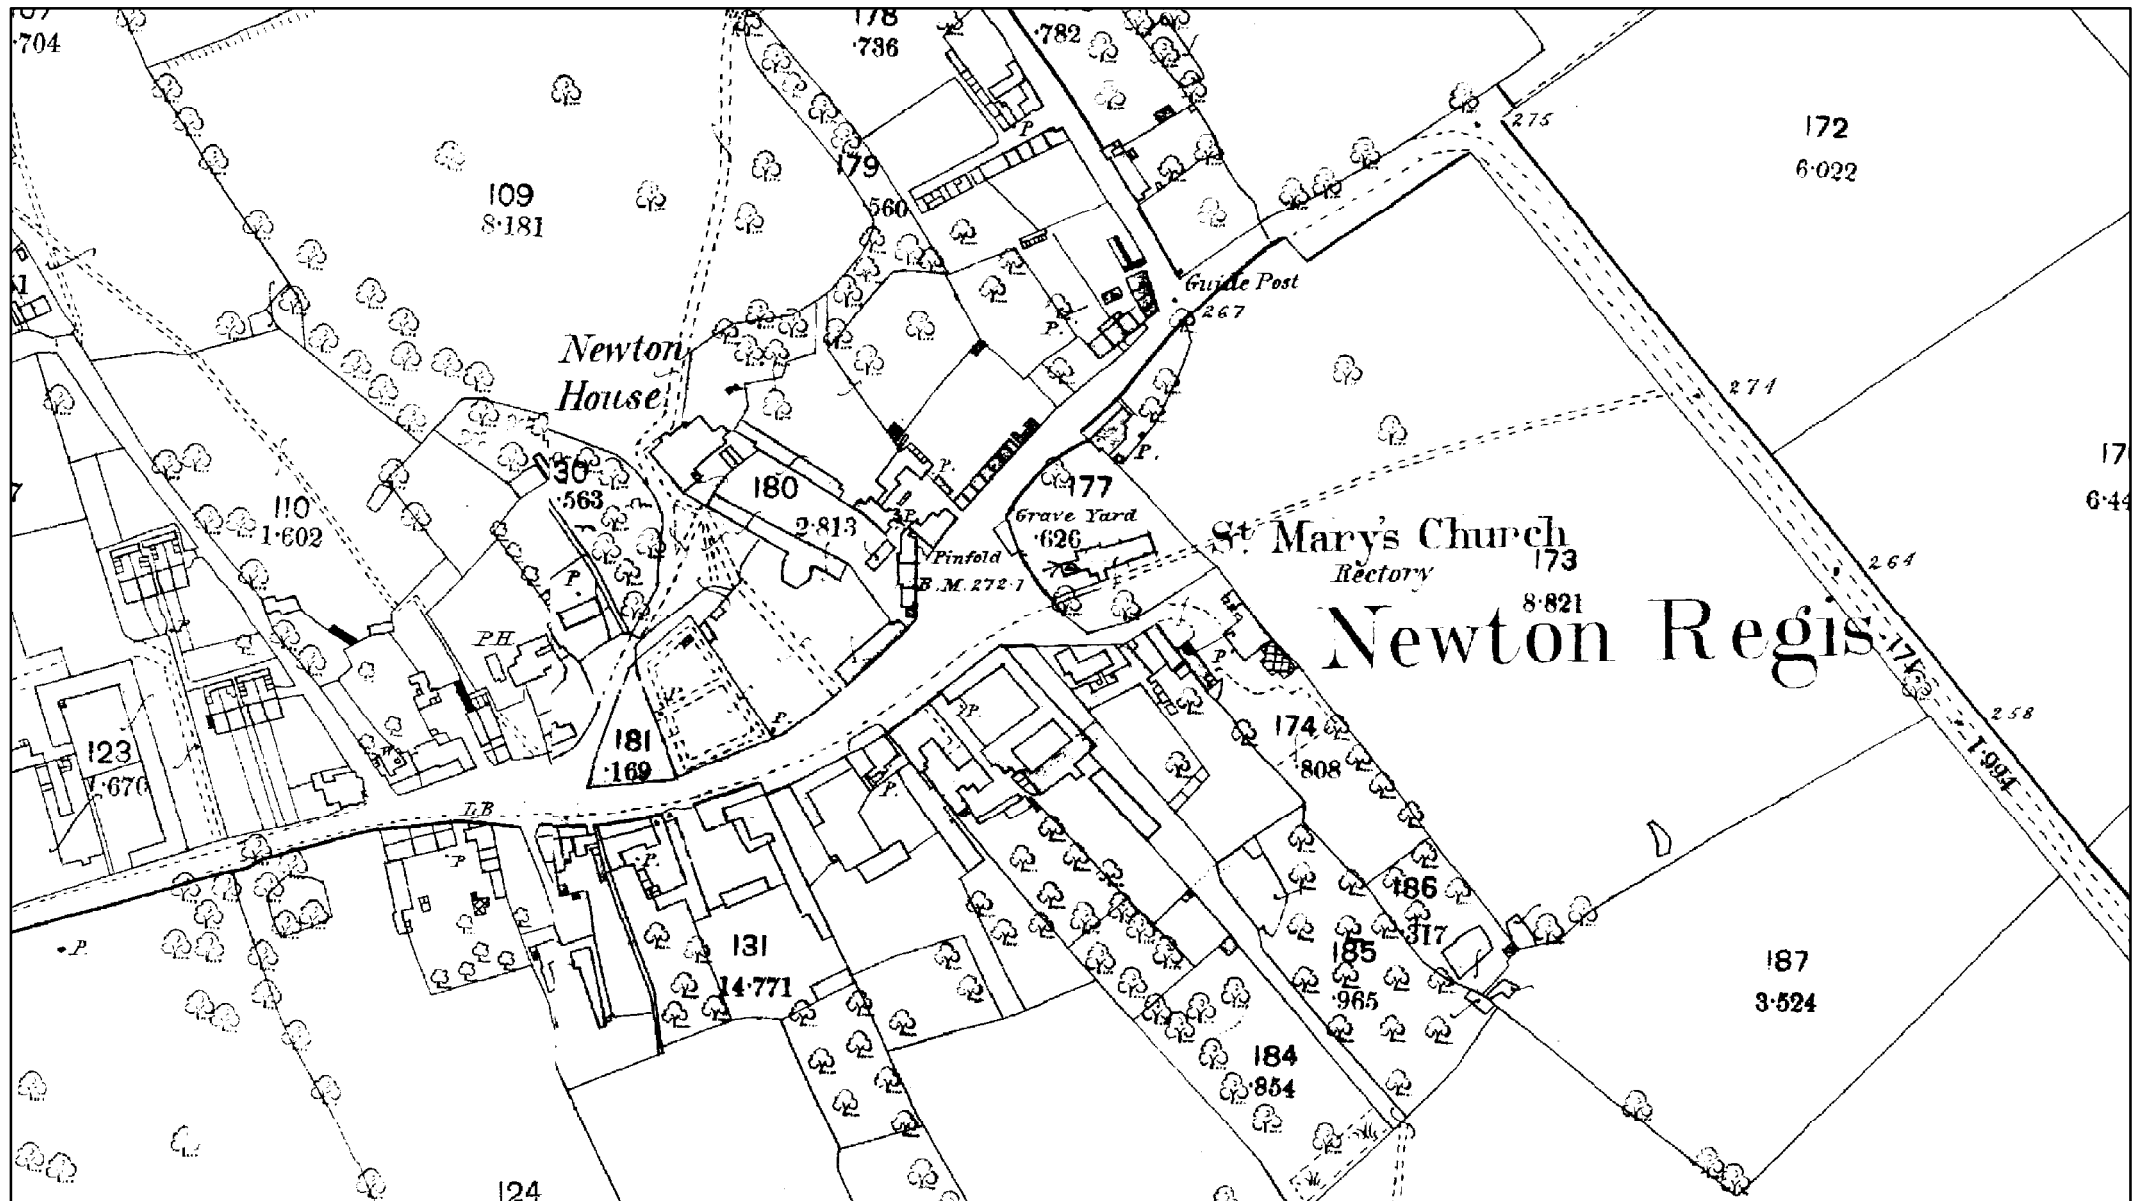 ·704
178
·736
·782
275
172
6·022
109
8·181
179
·560
Guide Post
267
P.
P.
Newton
House
274
110
1·602
·563
180
2·813
P.
P.
177
Grave Yard
·626
St. Mary's Church
Rectory
173
8·821
Newton Regis
264
Pinfold
B.M. 272·1
P.
P.H.
P.
P.
258
1·664
181
·169
P.
P.
174
·808
123
1·670
L.B
P.
P.
P.
186
·317
185
·965
187
3·524
131
14·771
P.
184
·854
124